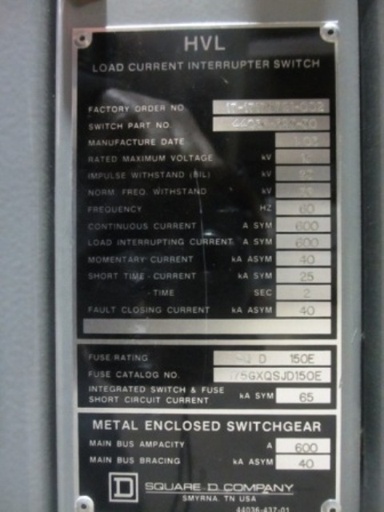 HVL
LOAD CURRENT INTERRUPTER SWITCH
FACTORY ORDER NO.
SWITCH PART NO.
MANUFACTURE DATE
RATED MAXIMUM VOLTAGE kV
IMPULSE WITHSTAND (BIL) kV
NORM. FREQ. WITHSTAND kV
FREQUENCY HZ 60
CONTINUOUS CURRENT A SYM 600
LOAD INTERRUPTING CURRENT A SYM 600
MOMENTARY CURRENT kA ASYM 40
SHORT TIME - CURRENT kA SYM 25
- TIME SEC 2
FAULT CLOSING CURRENT kA ASYM 40
FUSE RATING 150E
FUSE CATALOG NO.
INTEGRATED SWITCH & FUSE
SHORT CIRCUIT CURRENT kA SYM 65
METAL ENCLOSED SWITCHGEAR
MAIN BUS AMPACITY A 600
MAIN BUS BRACING kA ASYM 40
SQUARE D COMPANY
SMYRNA, TN USA
44036-437-01